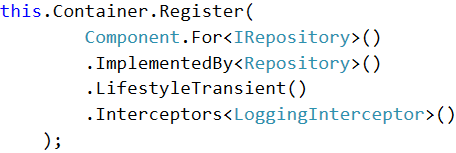 this.Container.Register(
Component.For<IRepository>()
.ImplementedBy<Repository>()
.LifestyleTransient()
.Interceptors<LoggingInterceptor>()
);